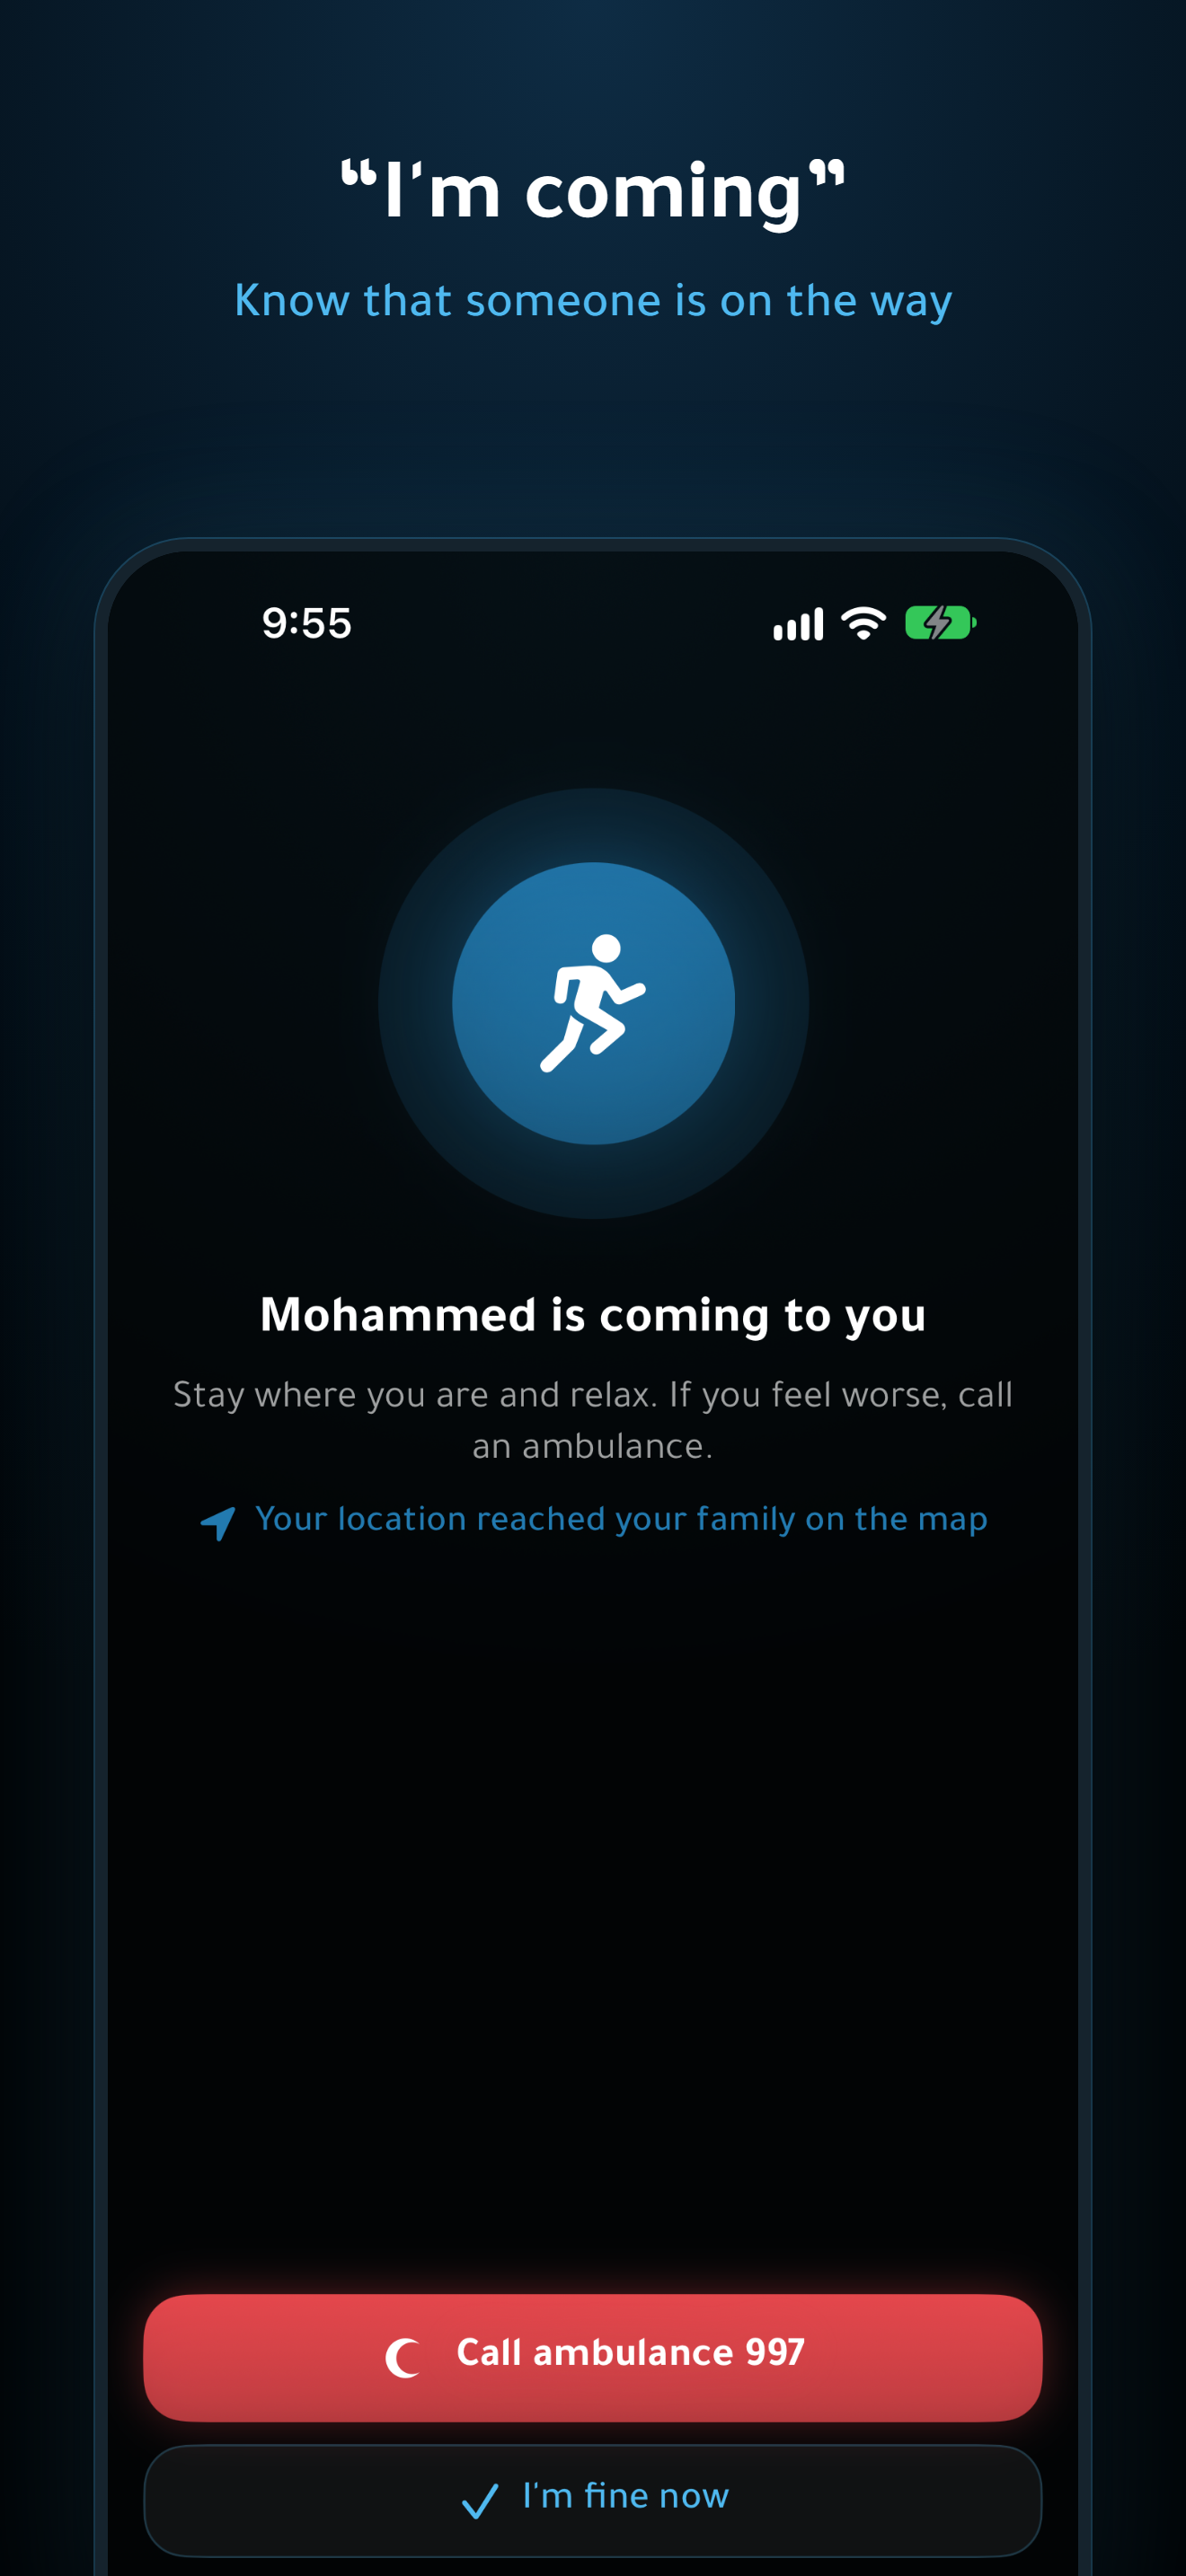 “I'm coming”
Know that someone is on the way
9:55
Mohammed is coming to you
Stay where you are and relax. If you feel worse, call
an ambulance.
Your location reached your family on the map
Call ambulance 997
I'm fine now